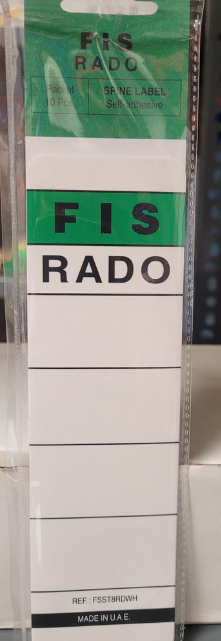 FIS
RADO
Packet
10 Pcs
SPINE LABEL
Self-adhesive
FIS
RADO
REF.: FSST8RDWH
MADE IN U.A.E.